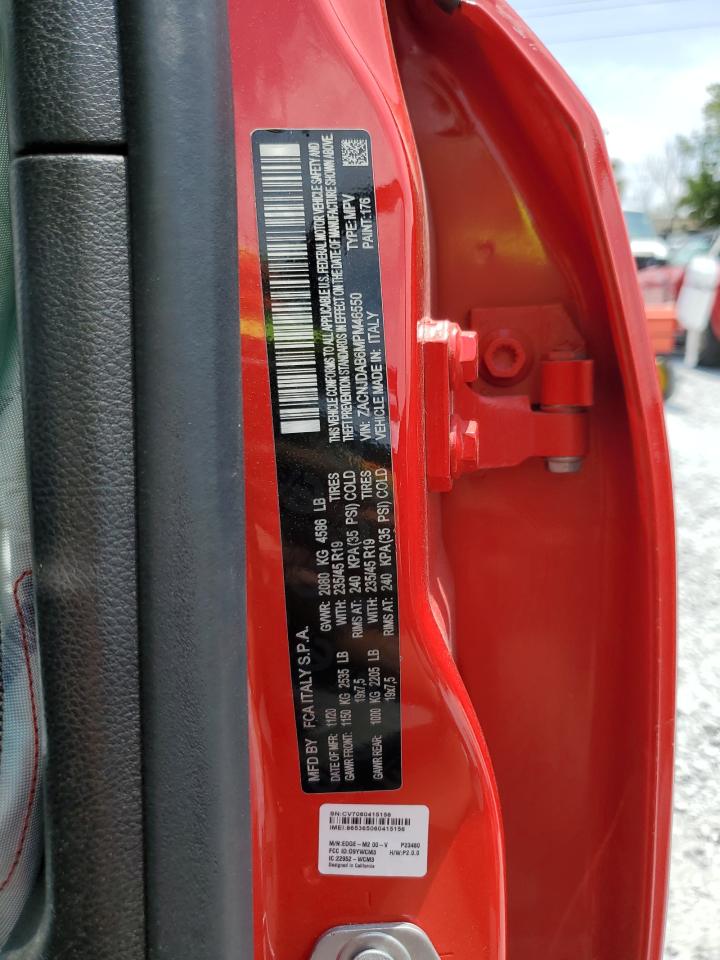 MFD BY FCA ITALY S.P.A.
DATE OF MFR: 11/20 GVWR: 2080 KG 4586 LB
GAWR FRONT: 1150 KG 2535 LB WITH: 235/45 R19 TIRES
19x7,5 RIMS AT: 240 KPA(35 PSI) COLD
GAWR REAR: 1000 KG 2205 LB WITH: 235/45 R19 TIRES
19x7,5 RIMS AT: 240 KPA(35 PSI) COLD
THIS VEHICLE CONFORMS TO ALL APPLICABLE U.S. FEDERAL MOTOR VEHICLE SAFETY AND
THEFT PREVENTION STANDARDS IN EFFECT ON THE DATE OF MANUFACTURE SHOWN ABOVE.
VIN: ZACNJDAB6MPM46550 TYPE: MPV
VEHICLE MADE IN: ITALY PAINT:176
SN:CV7060415156
IMEI:865365060415156
M/N:EDGE-M2 00-V P23480
FCC ID:O9YWCM3 H/W:P2.0.0
IC:22952-WCM3
Designed in California